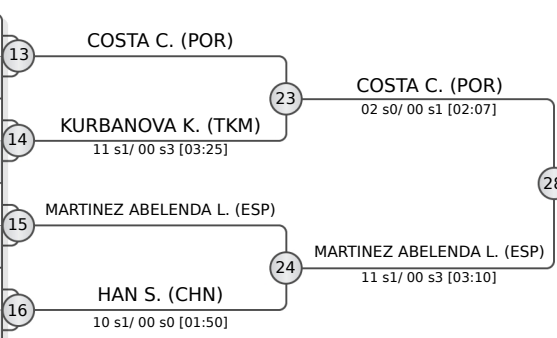 COSTA C. (POR)
13
COSTA C. (POR)
23
02 s0/ 00 s1 [02:07]
KURBANOVA K. (TKM)
14
11 s1/ 00 s3 [03:25]
28
MARTINEZ ABELENDA L. (ESP)
15
MARTINEZ ABELENDA L. (ESP)
24
11 s1/ 00 s3 [03:10]
HAN S. (CHN)
16
10 s1/ 00 s0 [01:50]